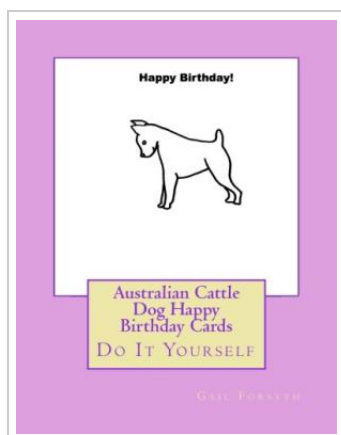 Happy Birthday!
Australian Cattle
Dog Happy
Birthday Cards
Do It Yourself
Gail Forsyth